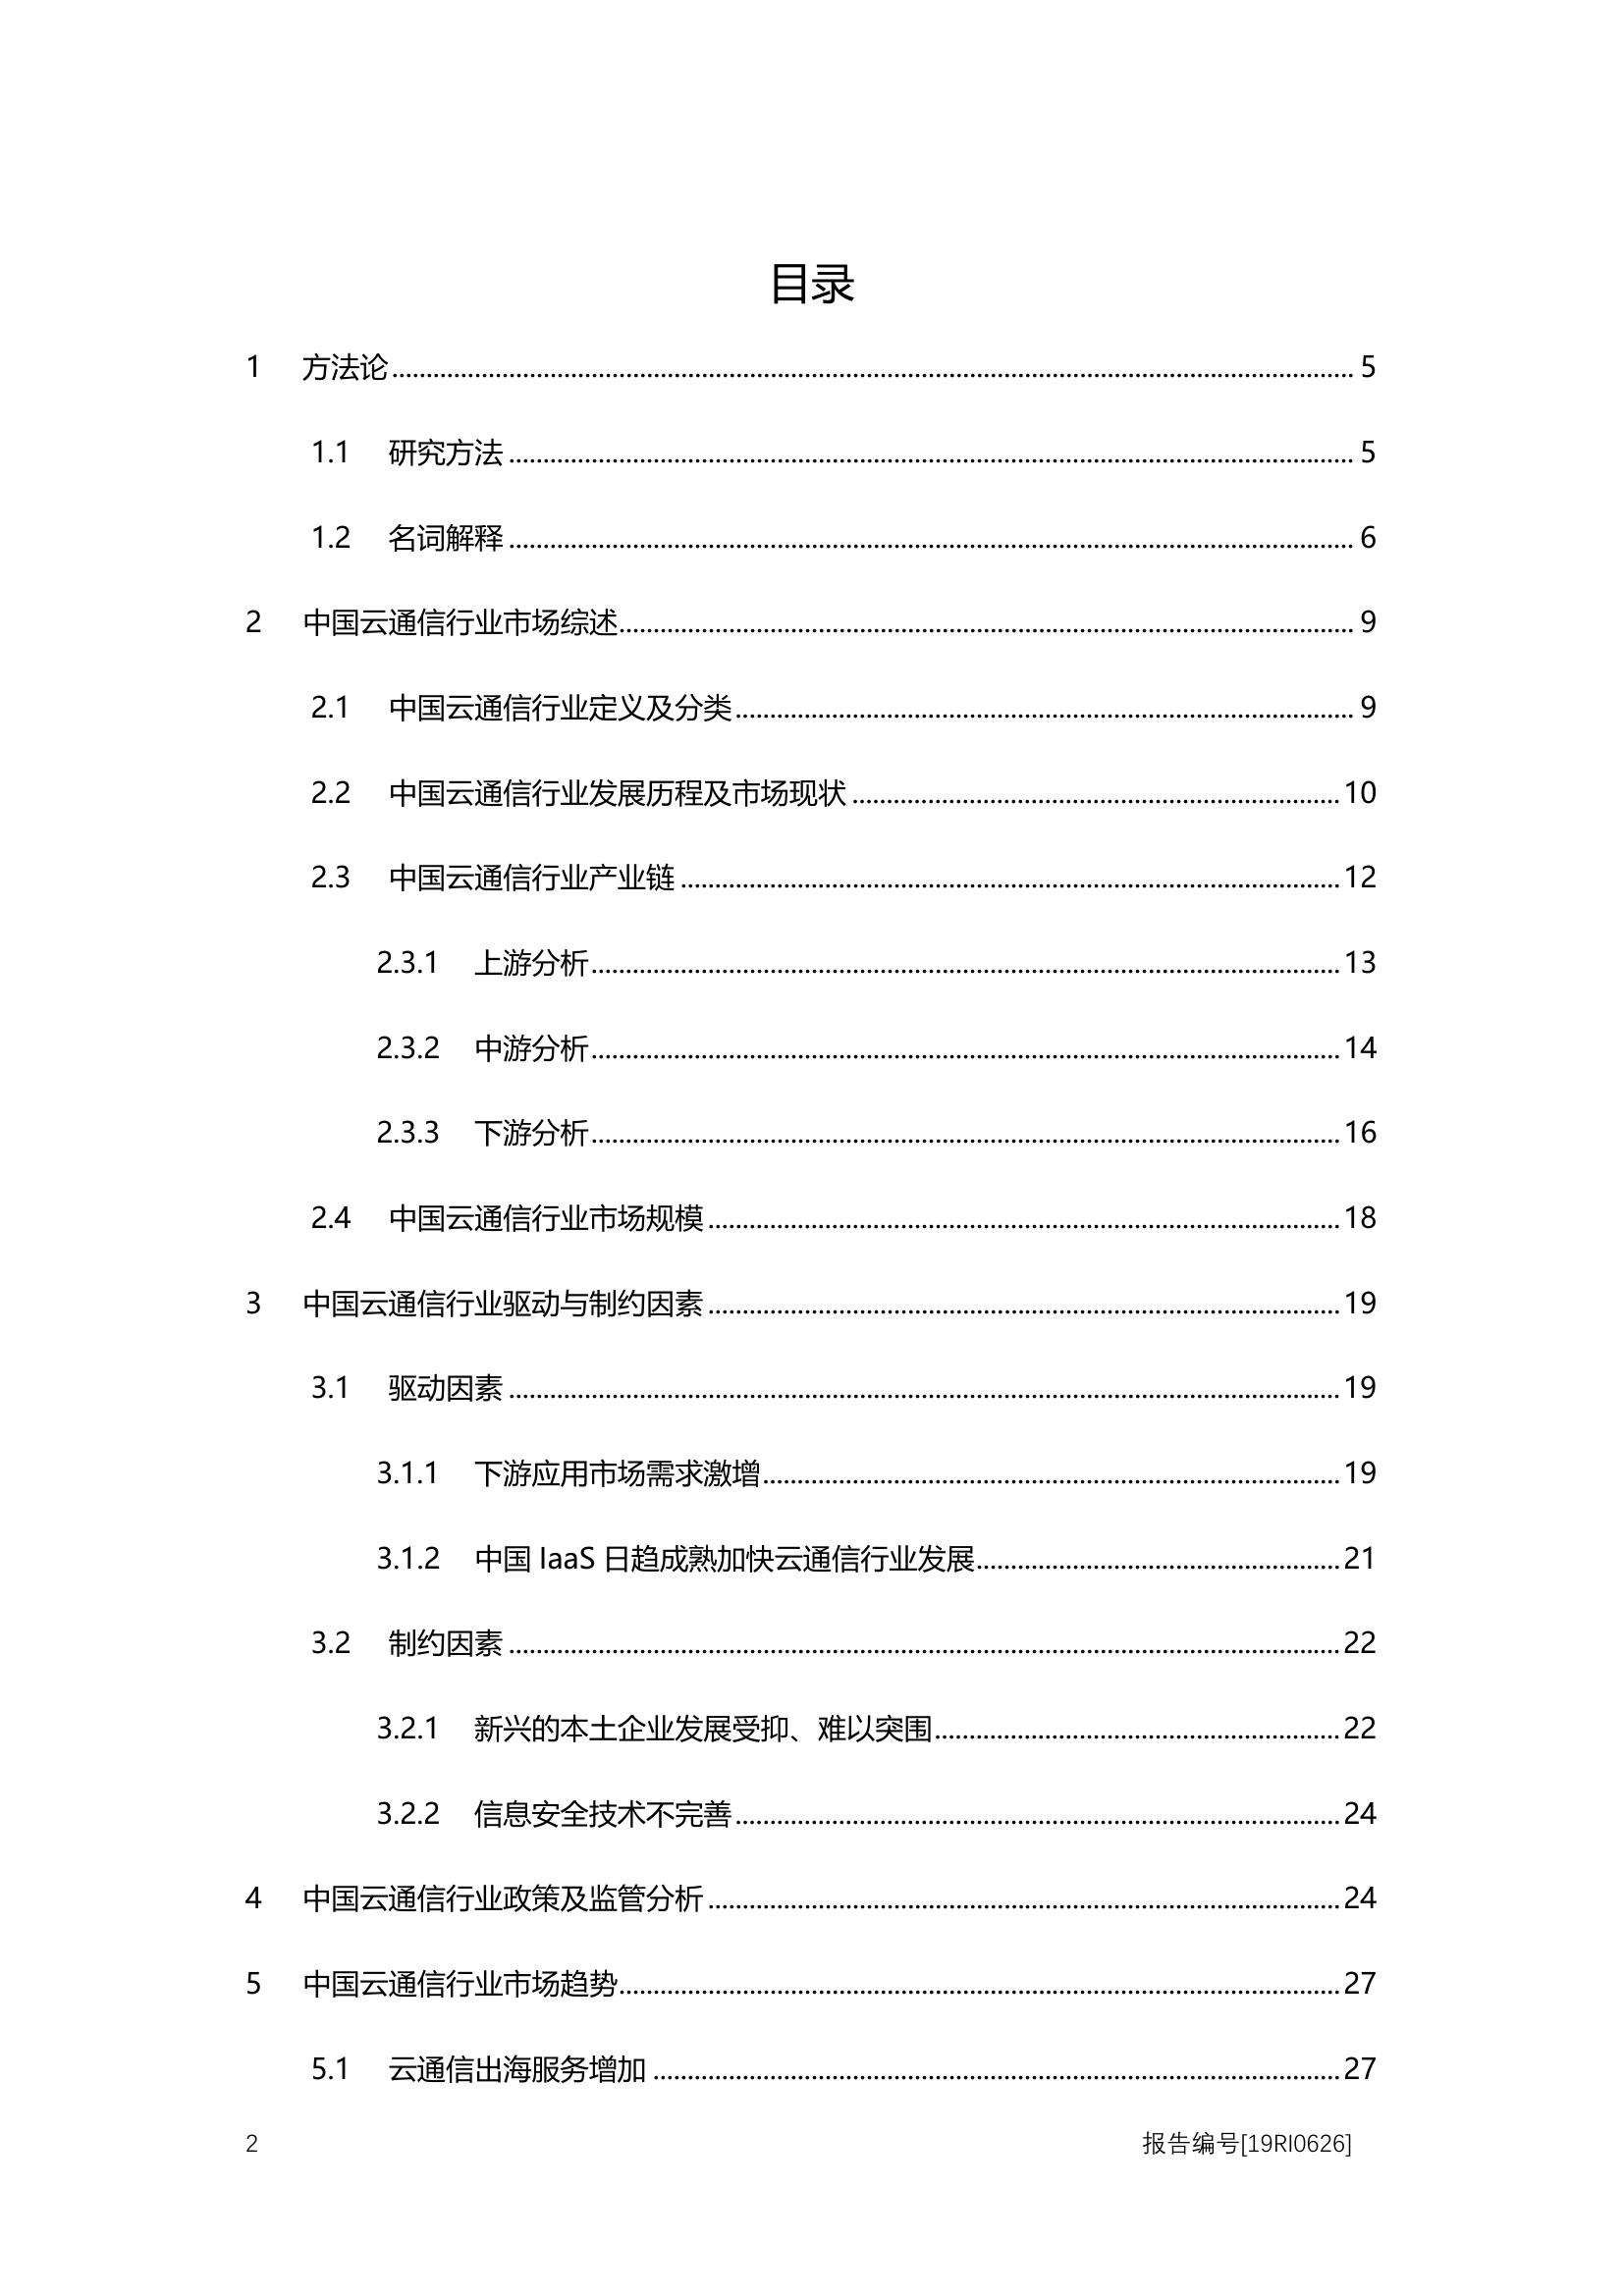 目录
1 方法论 5
1.1 研究方法 5
1.2 名词解释 6
2 中国云通信行业市场综述 9
2.1 中国云通信行业定义及分类 9
2.2 中国云通信行业发展历程及市场现状 10
2.3 中国云通信行业产业链 12
2.3.1 上游分析 13
2.3.2 中游分析 14
2.3.3 下游分析 16
2.4 中国云通信行业市场规模 18
3 中国云通信行业驱动与制约因素 19
3.1 驱动因素 19
3.1.1 下游应用市场需求激增 19
3.1.2 中国 IaaS 日趋成熟加快云通信行业发展 21
3.2 制约因素 22
3.2.1 新兴的本土企业发展受抑、难以突围 22
3.2.2 信息安全技术不完善 24
4 中国云通信行业政策及监管分析 24
5 中国云通信行业市场趋势 27
5.1 云通信出海服务增加 27
2 报告编号[19RI0626]